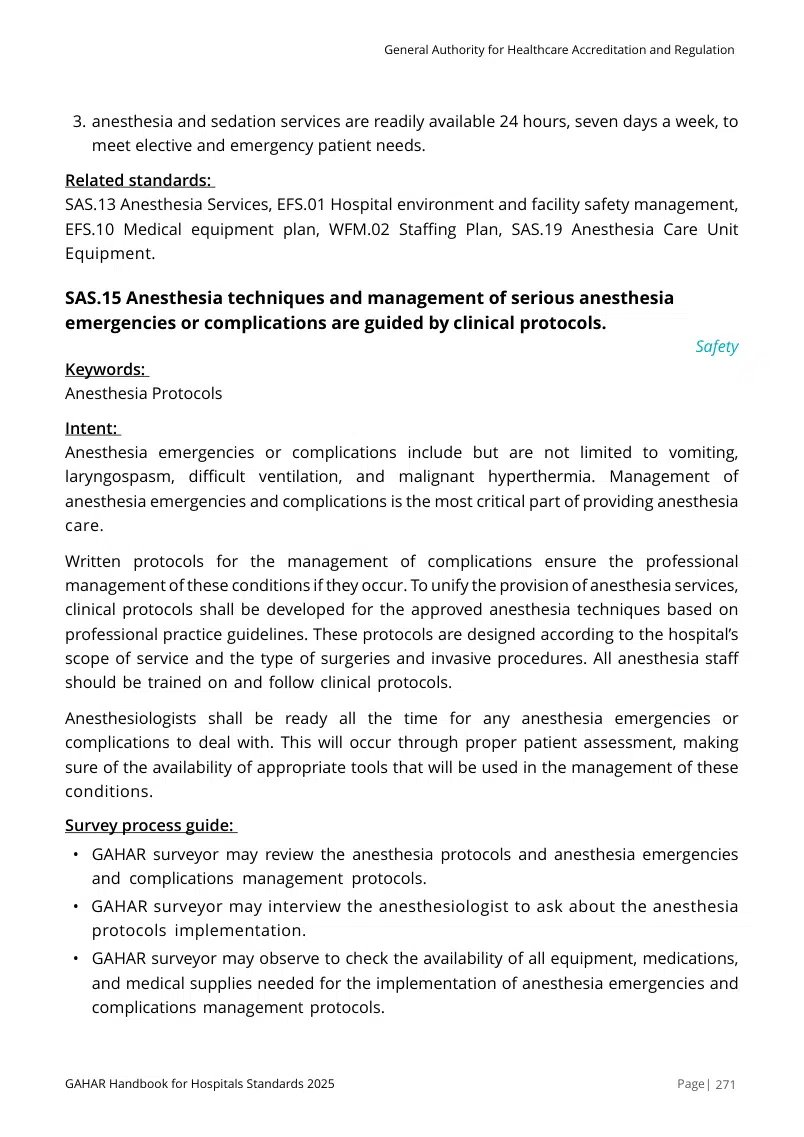 General Authority for Healthcare Accreditation and Regulation
3. anesthesia and sedation services are readily available 24 hours, seven days a week, to
meet elective and emergency patient needs.
Related standards:
SAS.13 Anesthesia Services, EFS.01 Hospital environment and facility safety management,
EFS.10 Medical equipment plan, WFM.02 Staffing Plan, SAS.19 Anesthesia Care Unit
Equipment.
SAS.15 Anesthesia techniques and management of serious anesthesia
emergencies or complications are guided by clinical protocols.
Safety
Keywords:
Anesthesia Protocols
Intent:
Anesthesia emergencies or complications include but are not limited to vomiting,
laryngospasm, difficult ventilation, and malignant hyperthermia. Management of
anesthesia emergencies and complications is the most critical part of providing anesthesia
care.
Written protocols for the management of complications ensure the professional
management of these conditions if they occur. To unify the provision of anesthesia services,
clinical protocols shall be developed for the approved anesthesia techniques based on
professional practice guidelines. These protocols are designed according to the hospital’s
scope of service and the type of surgeries and invasive procedures. All anesthesia staff
should be trained on and follow clinical protocols.
Anesthesiologists shall be ready all the time for any anesthesia emergencies or
complications to deal with. This will occur through proper patient assessment, making
sure of the availability of appropriate tools that will be used in the management of these
conditions.
Survey process guide:
• GAHAR surveyor may review the anesthesia protocols and anesthesia emergencies
and complications management protocols.
• GAHAR surveyor may interview the anesthesiologist to ask about the anesthesia
protocols implementation.
• GAHAR surveyor may observe to check the availability of all equipment, medications,
and medical supplies needed for the implementation of anesthesia emergencies and
complications management protocols.
GAHAR Handbook for Hospitals Standards 2025
Page| 271